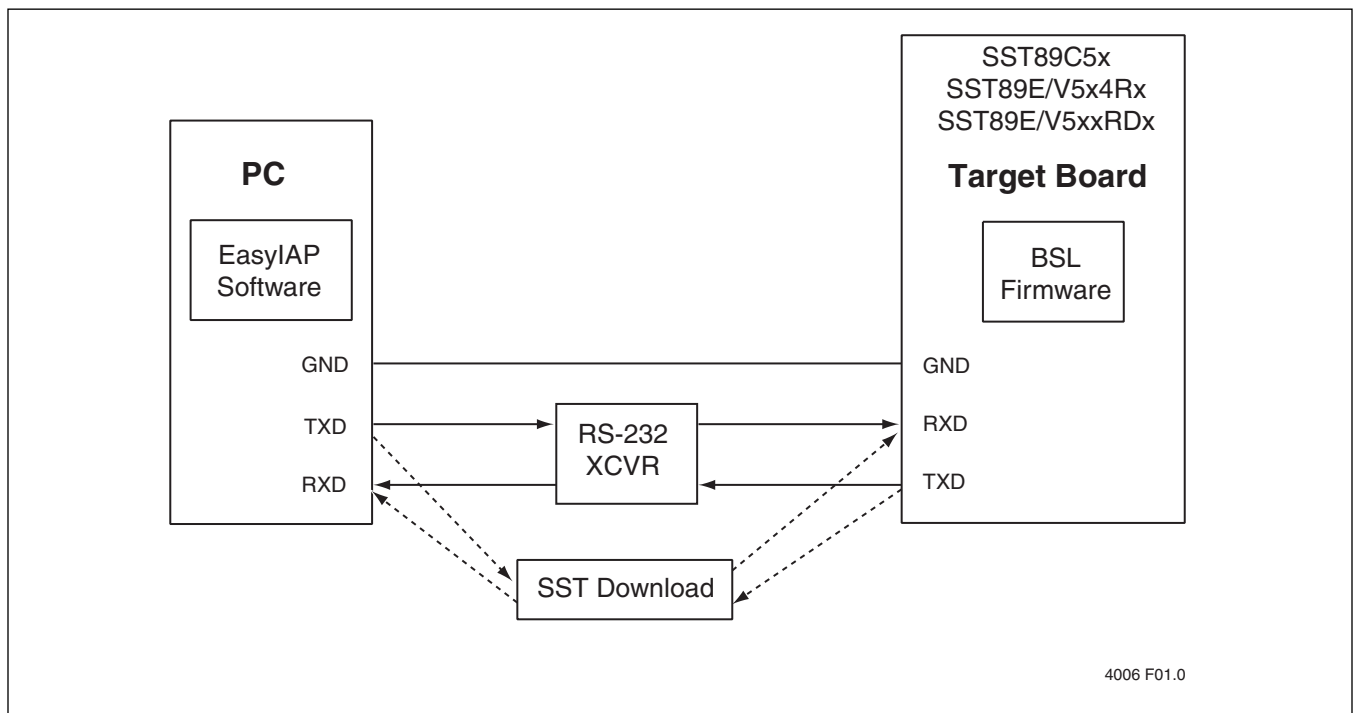 SST89C5x
SST89E/V5x4Rx
SST89E/V5xxRDx
PC
Target Board
EasyIAP
Software
BSL
Firmware
GND
GND
TXD
RS-232
XCVR
RXD
RXD
TXD
SST Download
4006 F01.0